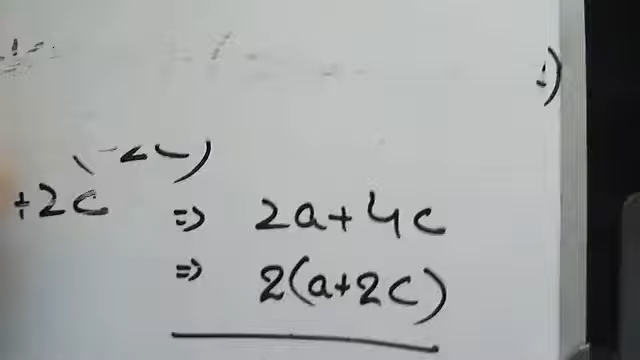 :)
+2c ⇒ 2a+4c
⇒ 2(a+2c)